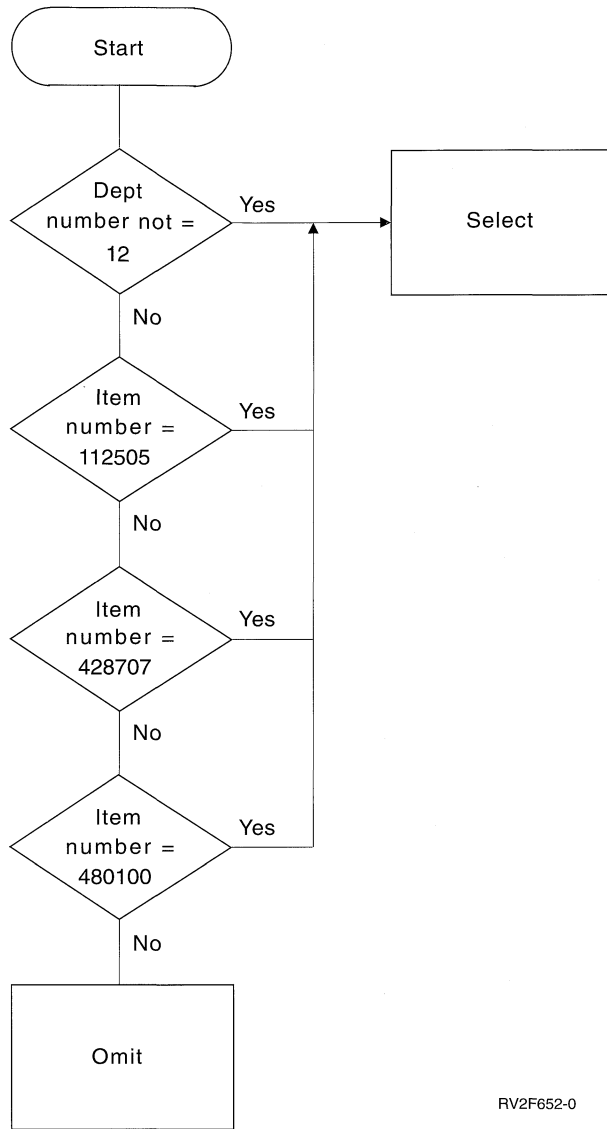 Start
Dept
number not =
12
Yes
Select
No
Item
number =
112505
Yes
No
Item
number =
428707
Yes
No
Item
number =
480100
Yes
No
Omit
RV2F652-0